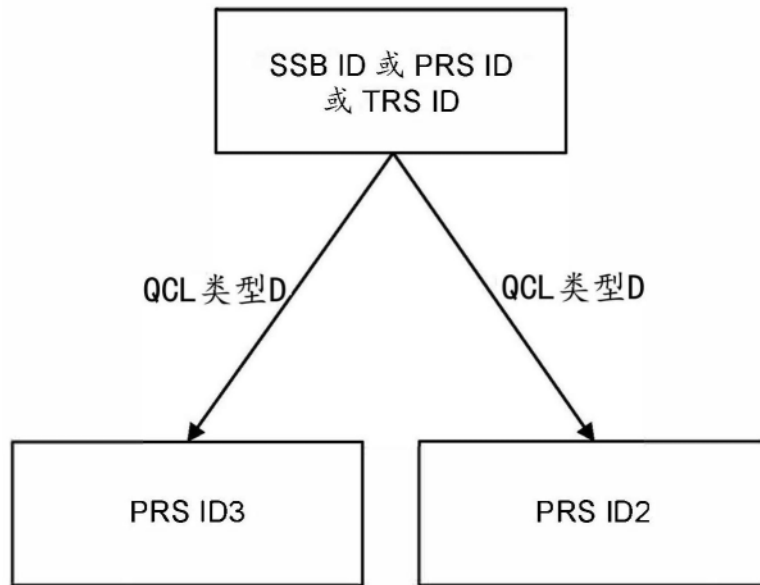 SSB ID 或 PRS ID
或 TRS ID
QCL类型D
QCL类型D
PRS ID3
PRS ID2